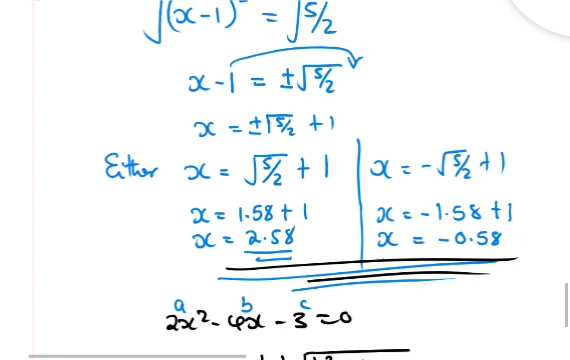 √(x-1)² = √5/2
x-1 = ±√5/2
x = ±√5/2 + 1
Either x = √5/2 + 1 | x = -√5/2 + 1
x = 1.58 + 1 | x = -1.58 + 1
x = 2.58 | x = -0.58
a b c
2x² - 4x - 3 = 0